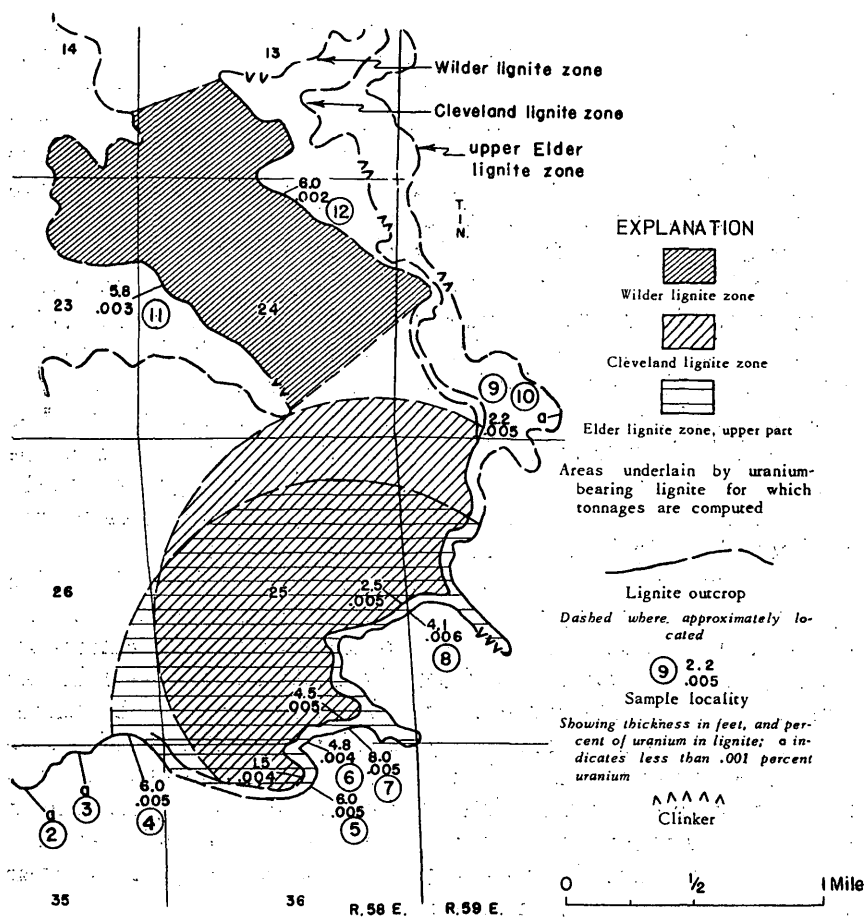 14
13
Wilder lignite zone
Cleveland lignite zone
upper Elder
lignite zone
T.
1
N.
6.0
.002
12
23
5.8
.003
11
24
9
10
a
2.2
.005
26
25
2.5
.005
4.1
.006
8
4.5
.005
1.5
.004
4.8
.004
6
8.0
.005
7
6.0
.005
5
a
2
a
3
6.0
.005
4
35
36
R.58 E.
R.59 E.
EXPLANATION
Wilder lignite zone
Cleveland lignite zone
Elder lignite zone, upper part
Areas underlain by uranium-
bearing lignite for which
tonnages are computed
Lignite outcrop
Dashed where approximately lo-
cated
9
2.2
.005
Sample locality
Showing thickness in feet, and per-
cent of uranium in lignite; a in-
dicates less than .001 percent
uranium
Clinker
0
1/2
1 Mile